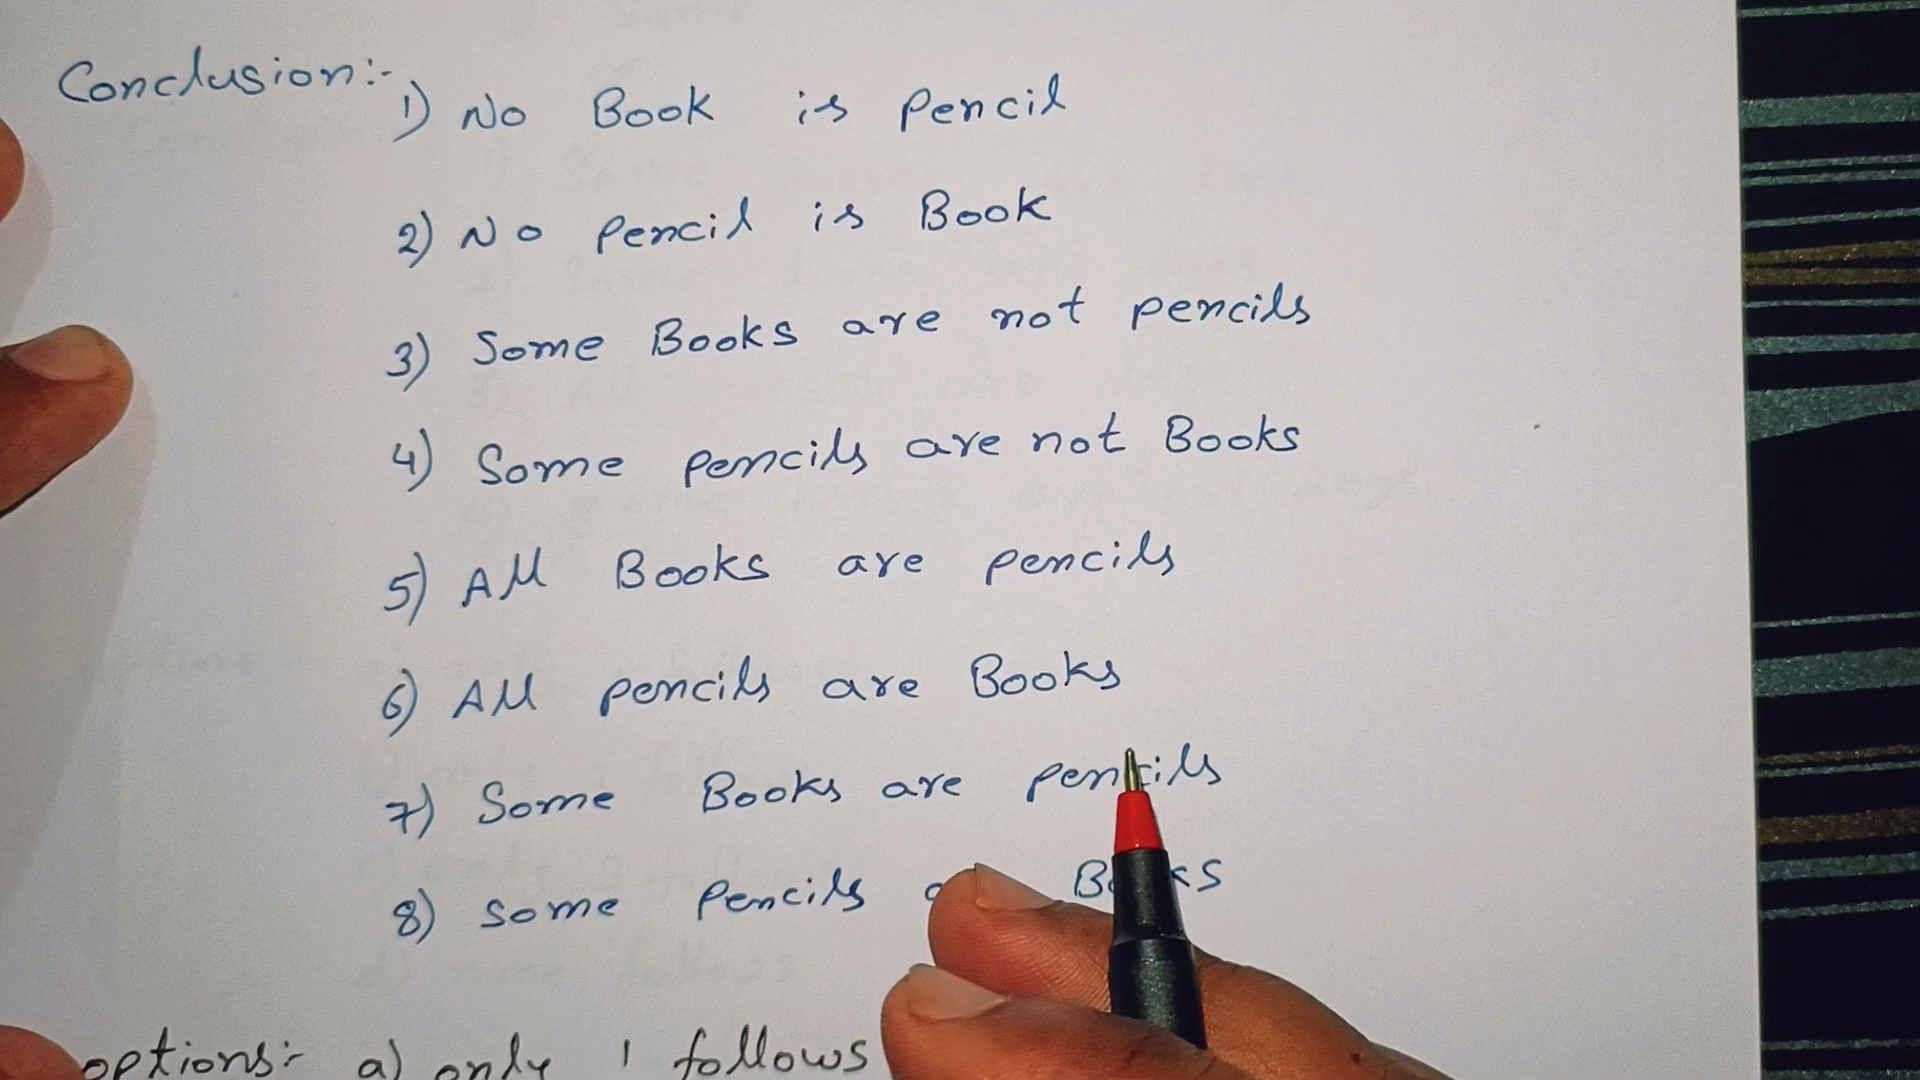 Conclusion:- 1) No Book is Pencil
2) No Pencil is Book
3) Some Books are not pencils
4) Some pencils are not Books
5) All Books are pencils
6) All pencils are Books
7) Some Books are pencils
8) Some Pencils
options:- a) only 1 follows